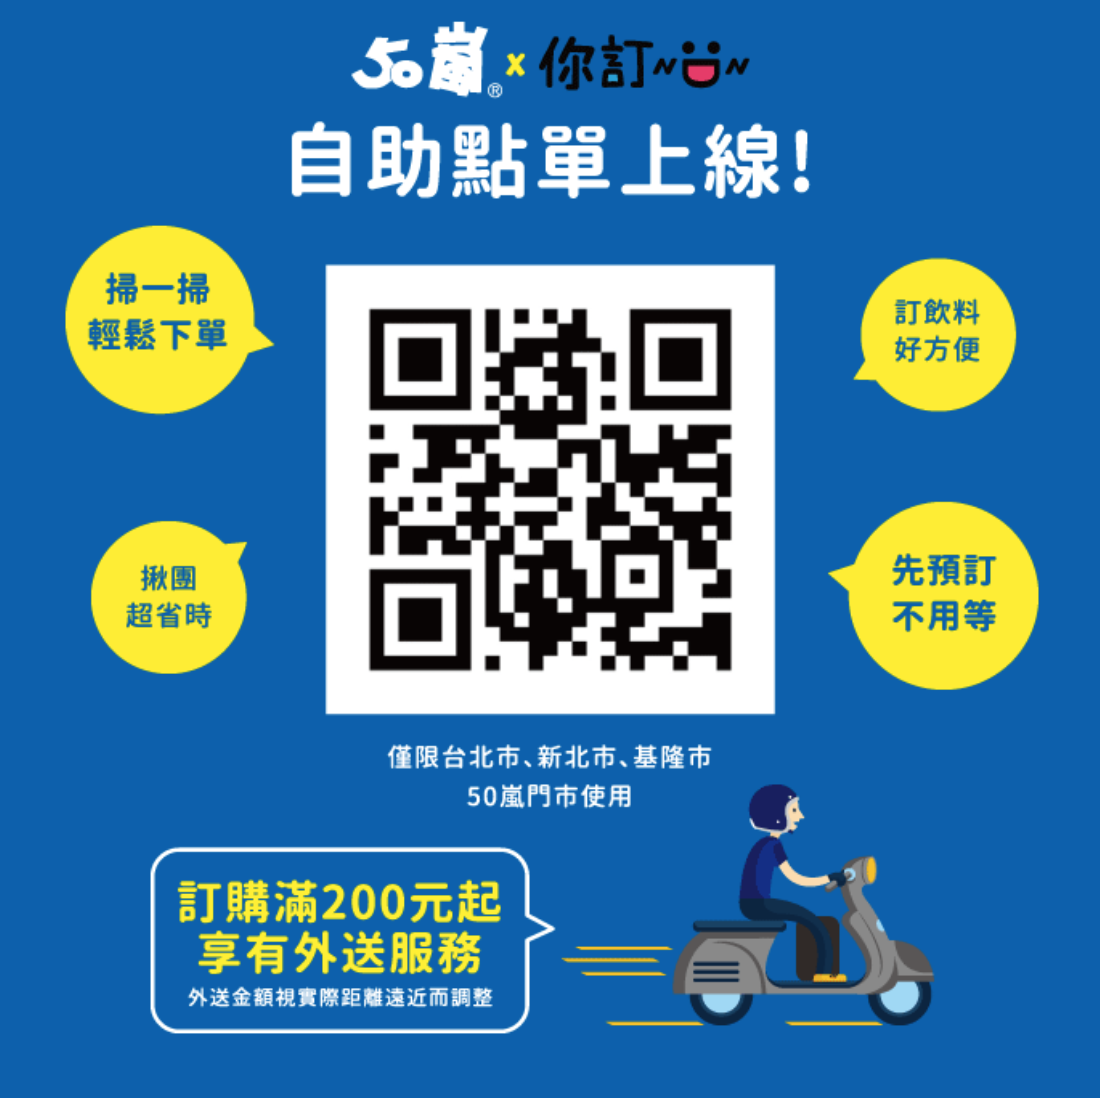 50嵐® x 你訂
自助點單上線!
掃一掃
輕鬆下單
訂飲料
好方便
揪團
超省時
先預訂
不用等
僅限台北市、新北市、基隆市
50嵐門市使用
訂購滿200元起
享有外送服務
外送金額視實際距離遠近而調整